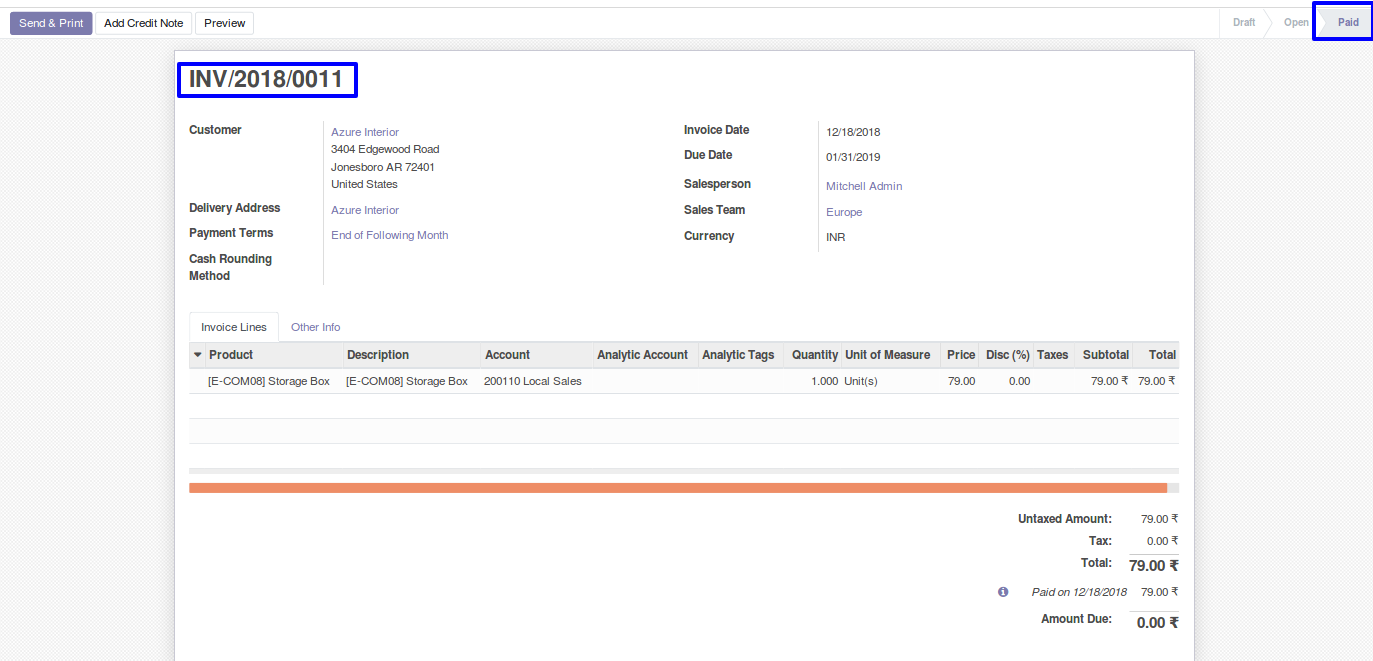 Send & Print Add Credit Note Preview Draft Open Paid
INV/2018/0011
Customer Azure Interior Invoice Date 12/18/2018
3404 Edgewood Road Due Date 01/31/2019
Jonesboro AR 72401
United States Salesperson Mitchell Admin
Delivery Address Azure Interior Sales Team Europe
Payment Terms End of Following Month Currency INR
Cash Rounding
Method
Invoice Lines Other Info
Product Description Account Analytic Account Analytic Tags Quantity Unit of Measure Price Disc (%) Taxes Subtotal Total
[E-COM08] Storage Box [E-COM08] Storage Box 200110 Local Sales 1.000 Unit(s) 79.00 0.00 79.00 ₹ 79.00 ₹
Untaxed Amount: 79.00 ₹
Tax: 0.00 ₹
Total: 79.00 ₹
Paid on 12/18/2018 79.00 ₹
Amount Due: 0.00 ₹